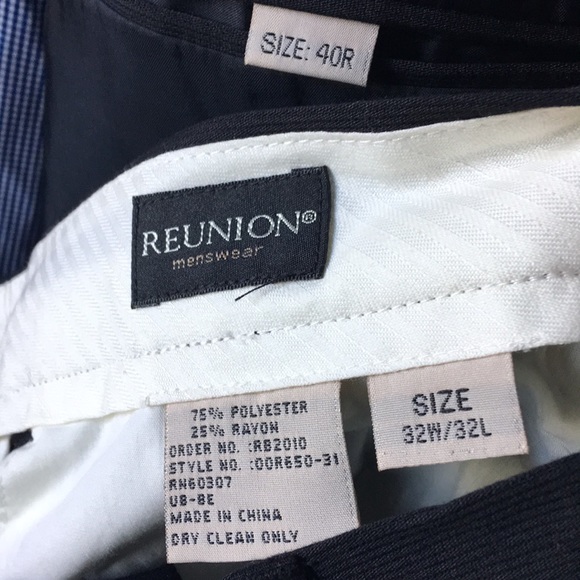 SIZE: 40R
REUNION®
menswear
75% POLYESTER
25% RAYON
ORDER NO. :RB2010
STYLE NO. :00R650-31
RN60307
UB-BE
MADE IN CHINA
DRY CLEAN ONLY
SIZE
32W/32L